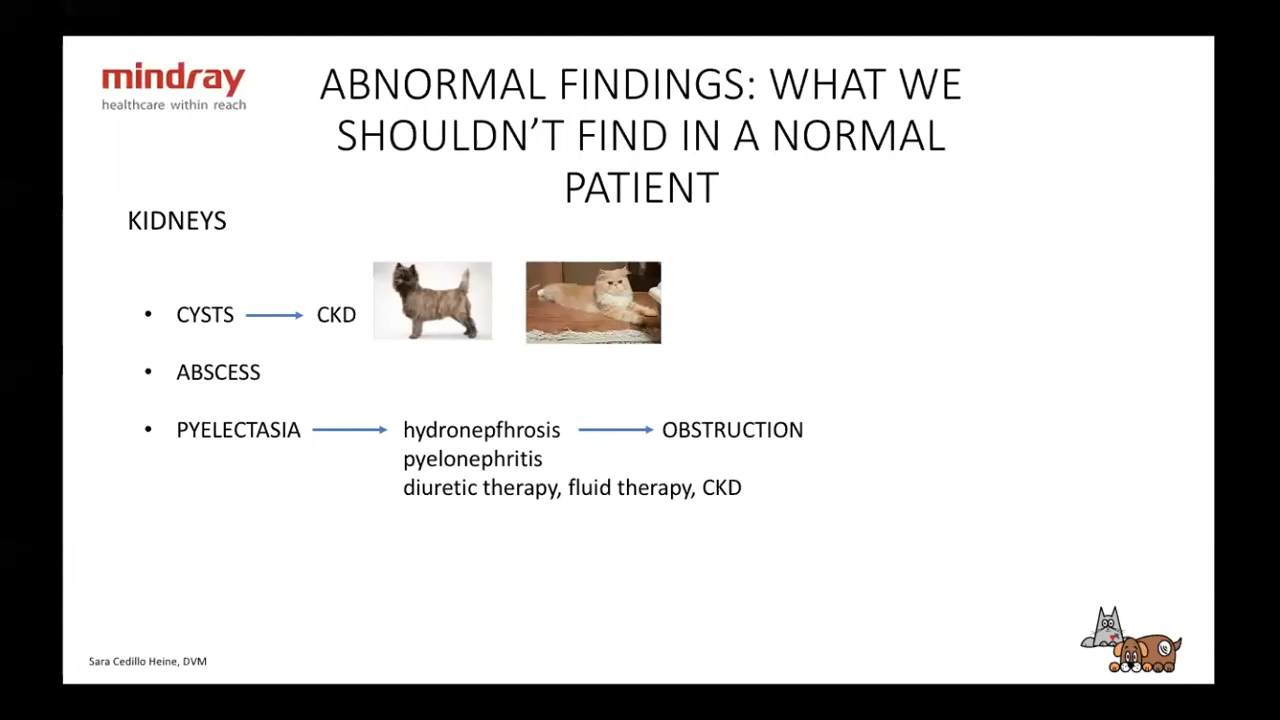 mindray
healthcare within reach
ABNORMAL FINDINGS: WHAT WE
SHOULDN'T FIND IN A NORMAL
PATIENT
KIDNEYS
• CYSTS → CKD
• ABSCESS
• PYELECTASIA → hydronepfhrosis → OBSTRUCTION
pyelonephritis
diuretic therapy, fluid therapy, CKD
Sara Cedillo Heine, DVM